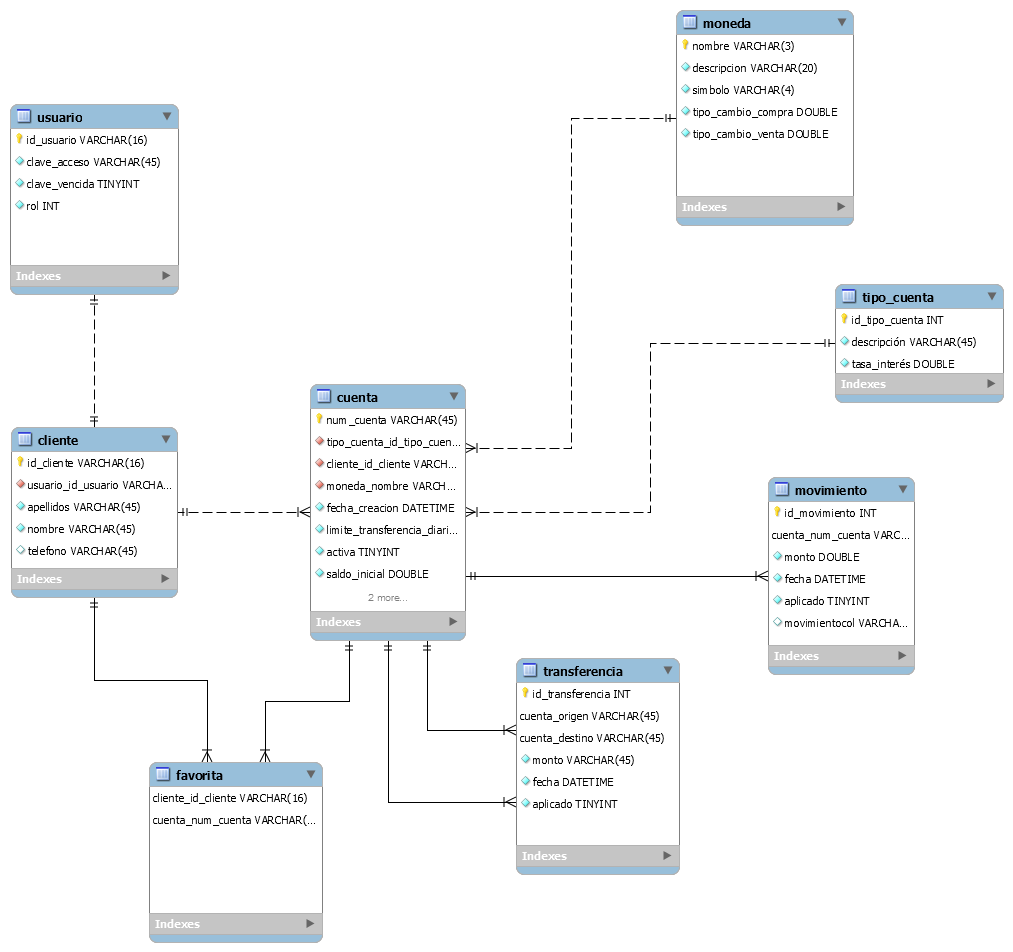 moneda
nombre VARCHAR(3)
descripcion VARCHAR(20)
simbolo VARCHAR(4)
tipo_cambio_compra DOUBLE
tipo_cambio_venta DOUBLE
Indexes
usuario
id_usuario VARCHAR(16)
clave_acceso VARCHAR(45)
clave_vencida TINYINT
rol INT
Indexes
tipo_cuenta
id_tipo_cuenta INT
descripción VARCHAR(45)
tasa_interés DOUBLE
Indexes
cuenta
num_cuenta VARCHAR(45)
tipo_cuenta_id_tipo_cuen...
cliente_id_cliente VARCH...
moneda_nombre VARCH...
fecha_creacion DATETIME
limite_transferencia_diari...
activa TINYINT
saldo_inicial DOUBLE
2 more...
Indexes
cliente
id_cliente VARCHAR(16)
usuario_id_usuario VARCHA...
apellidos VARCHAR(45)
nombre VARCHAR(45)
telefono VARCHAR(45)
Indexes
movimiento
id_movimiento INT
cuenta_num_cuenta VARC...
monto DOUBLE
fecha DATETIME
aplicado TINYINT
movimientocol VARCHA...
Indexes
transferencia
id_transferencia INT
cuenta_origen VARCHAR(45)
cuenta_destino VARCHAR(45)
monto VARCHAR(45)
fecha DATETIME
aplicado TINYINT
Indexes
favorita
cliente_id_cliente VARCHAR(16)
cuenta_num_cuenta VARCHAR(...
Indexes